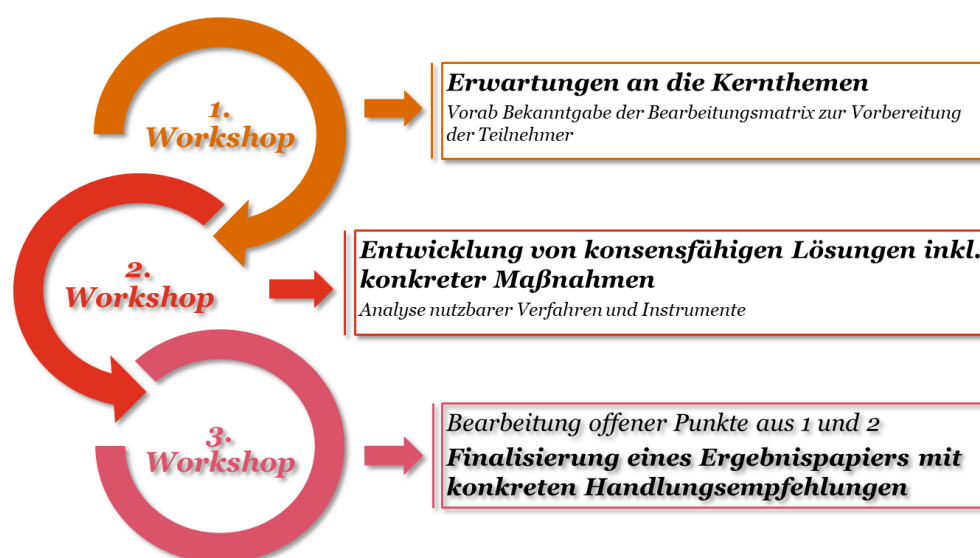 1.
Workshop
Erwartungen an die Kernthemen
Vorab Bekanntgabe der Bearbeitungsmatrix zur Vorbereitung
der Teilnehmer
2.
Workshop
Entwicklung von konsensfähigen Lösungen inkl.
konkreter Maßnahmen
Analyse nutzbarer Verfahren und Instrumente
3.
Workshop
Bearbeitung offener Punkte aus 1 und 2
Finalisierung eines Ergebnispapiers mit
konkreten Handlungsempfehlungen